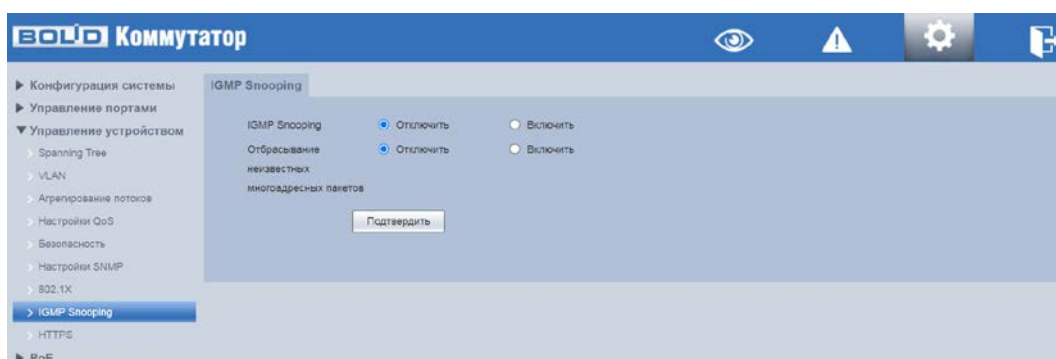 BOLID Коммутатор
Конфигурация системы
Управление портами
Управление устройством
Spanning Tree
VLAN
Агрегирование потоков
Настройки QoS
Безопасность
Настройки SNMP
802.1X
IGMP Snooping
HTTPS
PoE
IGMP Snooping
IGMP Snooping
Отключить
Включить
Отбрасывание
неизвестных
многоадресных пакетов
Отключить
Включить
Подтвердить